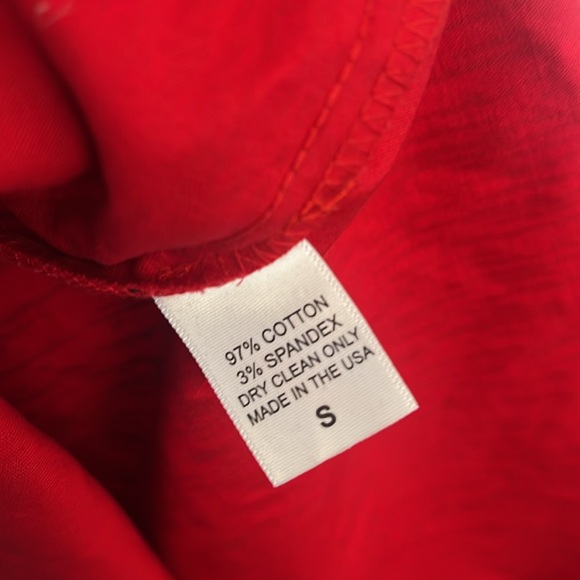 97% COTTON
3% SPANDEX
DRY CLEAN ONLY
MADE IN THE USA
S